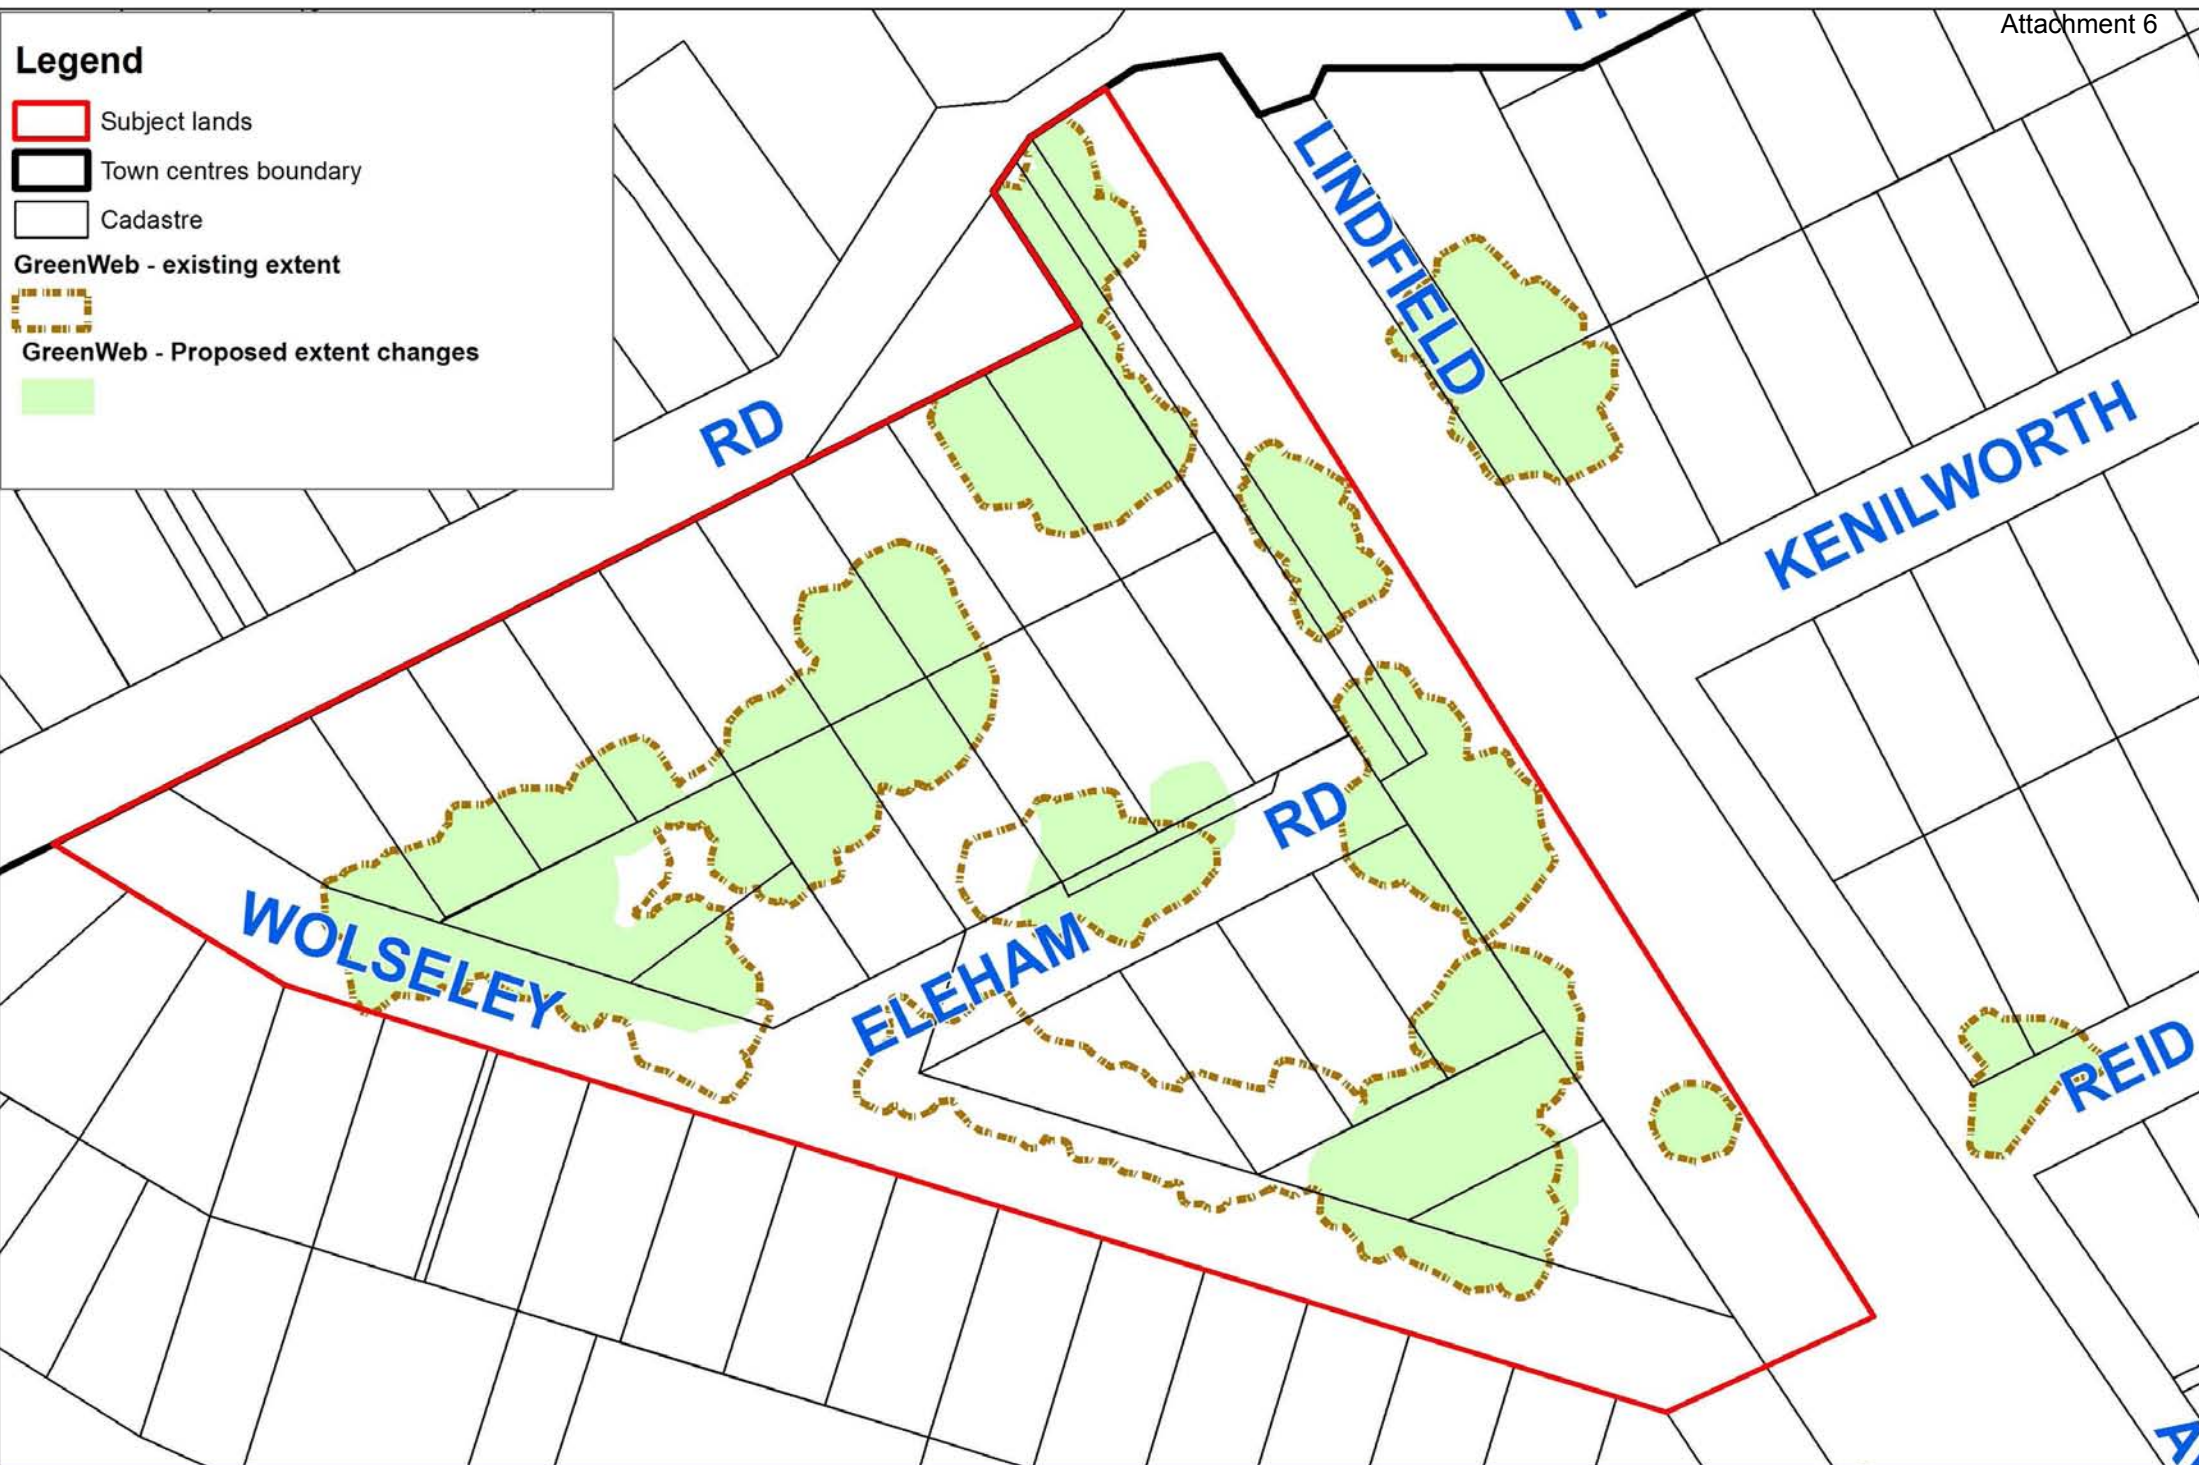 Attachment 6
Legend
Subject lands
Town centres boundary
Cadastre
GreenWeb - existing extent
GreenWeb - Proposed extent changes
LINDFIELD
RD
KENILWORTH
RD
WOLSELEY
ELEHAM
REID